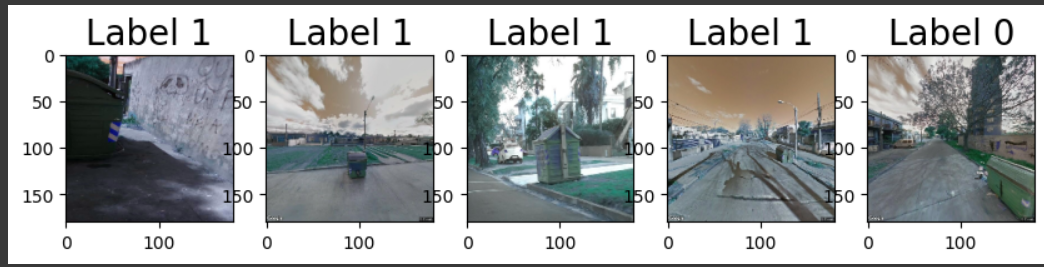 Label 1 Label 1 Label 1 Label 1 Label 0
0 0 0 0 0
50 50 50 50 50
100 100 100 100 100
150 150 150 150 150
0 100 0 100 0 100 0 100 0 100